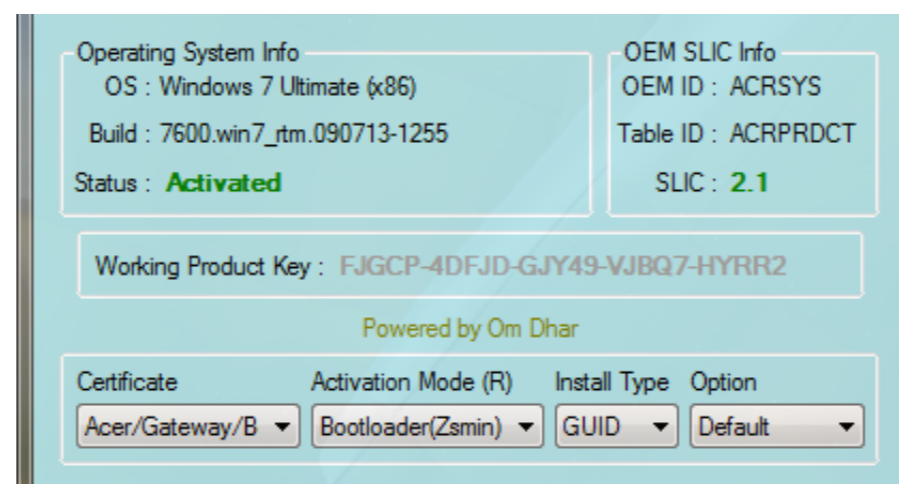 Operating System Info
OS : Windows 7 Ultimate (x86)
Build : 7600.win7_rtm.090713-1255
Status : Activated
OEM SLIC Info
OEM ID : ACRSYS
Table ID : ACRPRDCT
SLIC : 2.1
Working Product Key : FJGCP-4DFJD-GJY49-VJBQ7-HYRR2
Powered by Om Dhar
Certificate Activation Mode (R) Install Type Option
Acer/Gateway/B Bootloader(Zsmin) GUID Default